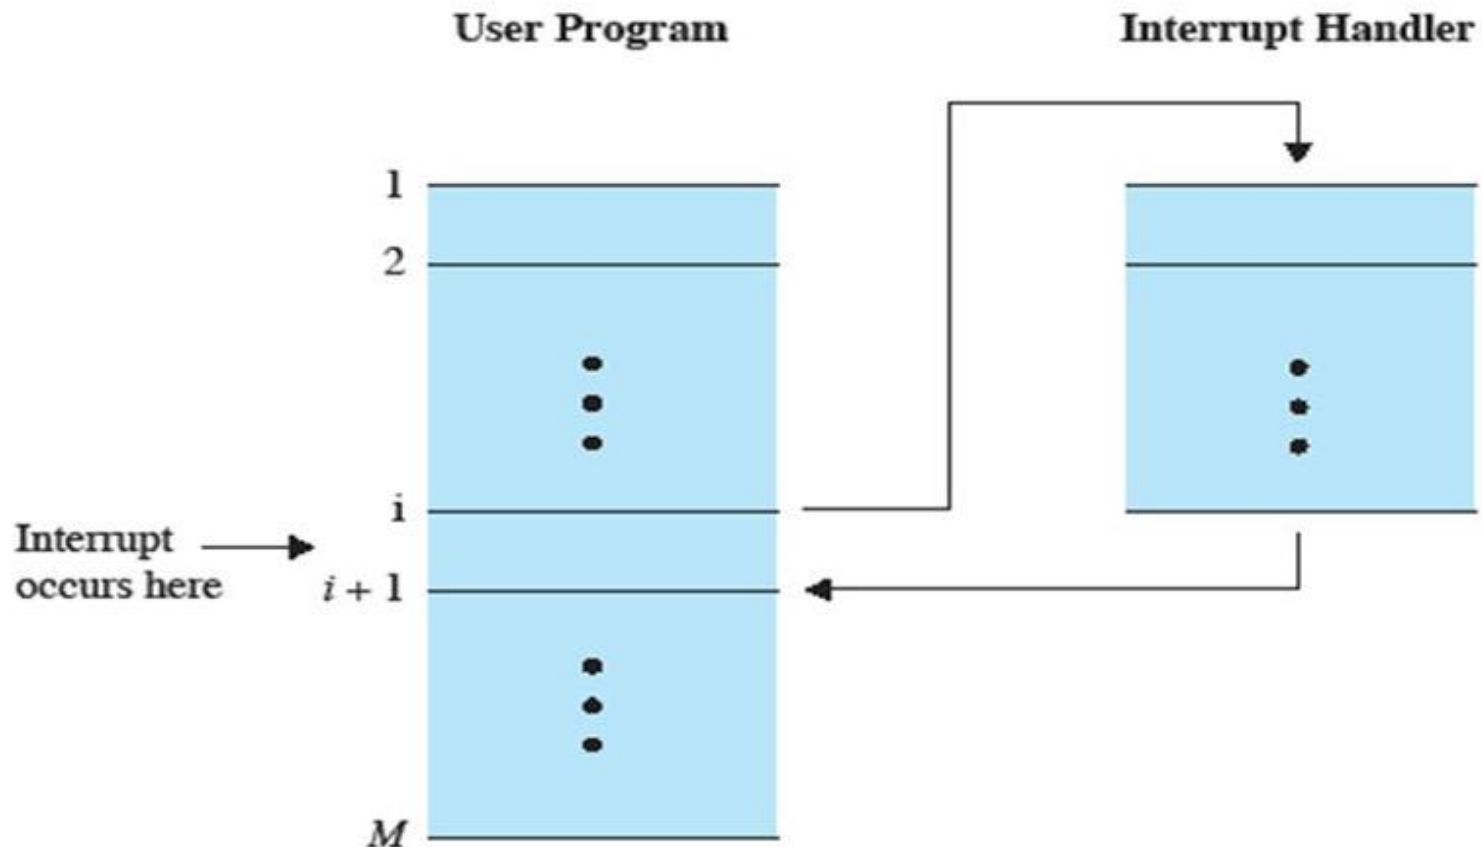 User Program
Interrupt Handler
1
2
i
Interrupt
occurs here
i + 1
M